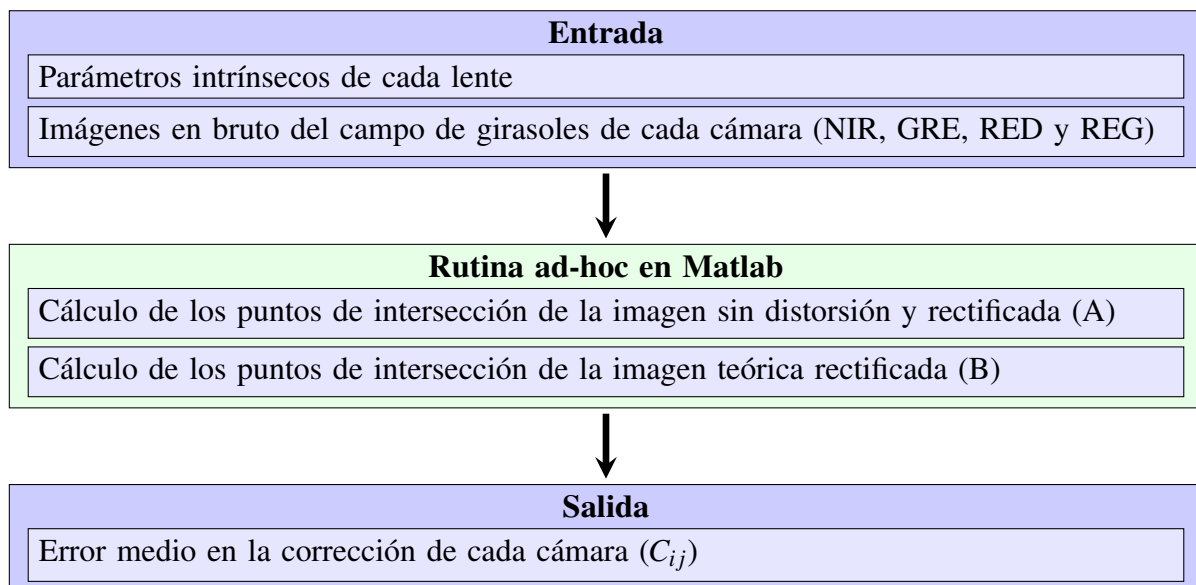 Entrada
Parámetros intrínsecos de cada lente
Imágenes en bruto del campo de girasoles de cada cámara (NIR, GRE, RED y REG)
Rutina ad-hoc en Matlab
Cálculo de los puntos de intersección de la imagen sin distorsión y rectificada (A)
Cálculo de los puntos de intersección de la imagen teórica rectificada (B)
Salida
Error medio en la corrección de cada cámara (C_{ij})